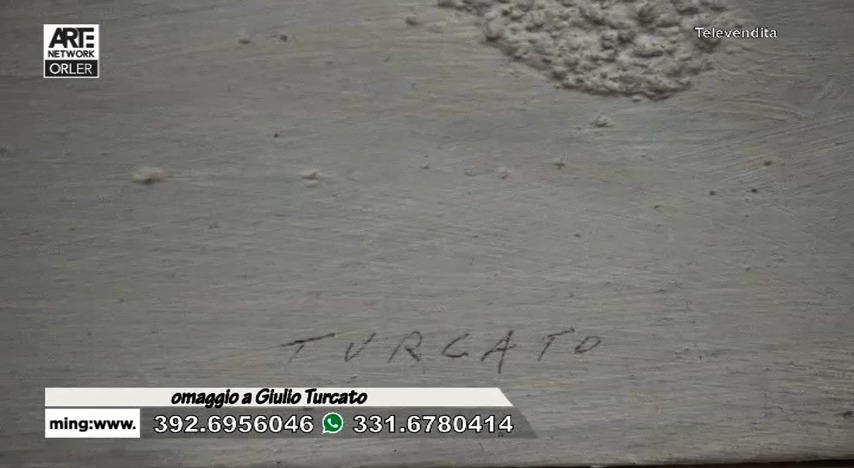 ARTE
NETWORK
ORLER
Televendita
TURCATO
omaggio a Giulio Turcato
ming:www. 392.6956046 331.6780414